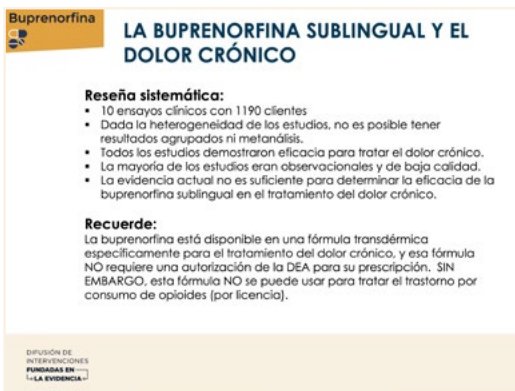 Buprenorfina
LA BUPRENORFINA SUBLINGUAL Y EL
DOLOR CRÓNICO
Reseña sistemática:
▪ 10 ensayos clínicos con 1190 clientes
▪ Dada la heterogeneidad de los estudios, no es posible tener
resultados agrupados ni metanálisis.
▪ Todos los estudios demostraron eficacia para tratar el dolor crónico.
▪ La mayoría de los estudios eran observacionales y de baja calidad.
▪ La evidencia actual no es suficiente para determinar la eficacia de la
buprenorfina sublingual en el tratamiento del dolor crónico.
Recuerde:
La buprenorfina está disponible en una fórmula transdérmica
específicamente para el tratamiento del dolor crónico, y esa fórmula
NO requiere una autorización de la DEA para su prescripción. SIN
EMBARGO, esta fórmula NO se puede usar para tratar el trastorno por
consumo de opioides (por licencia).
DIFUSIÓN DE
INTERVENCIONES
FUNDADAS EN
LA EVIDENCIA